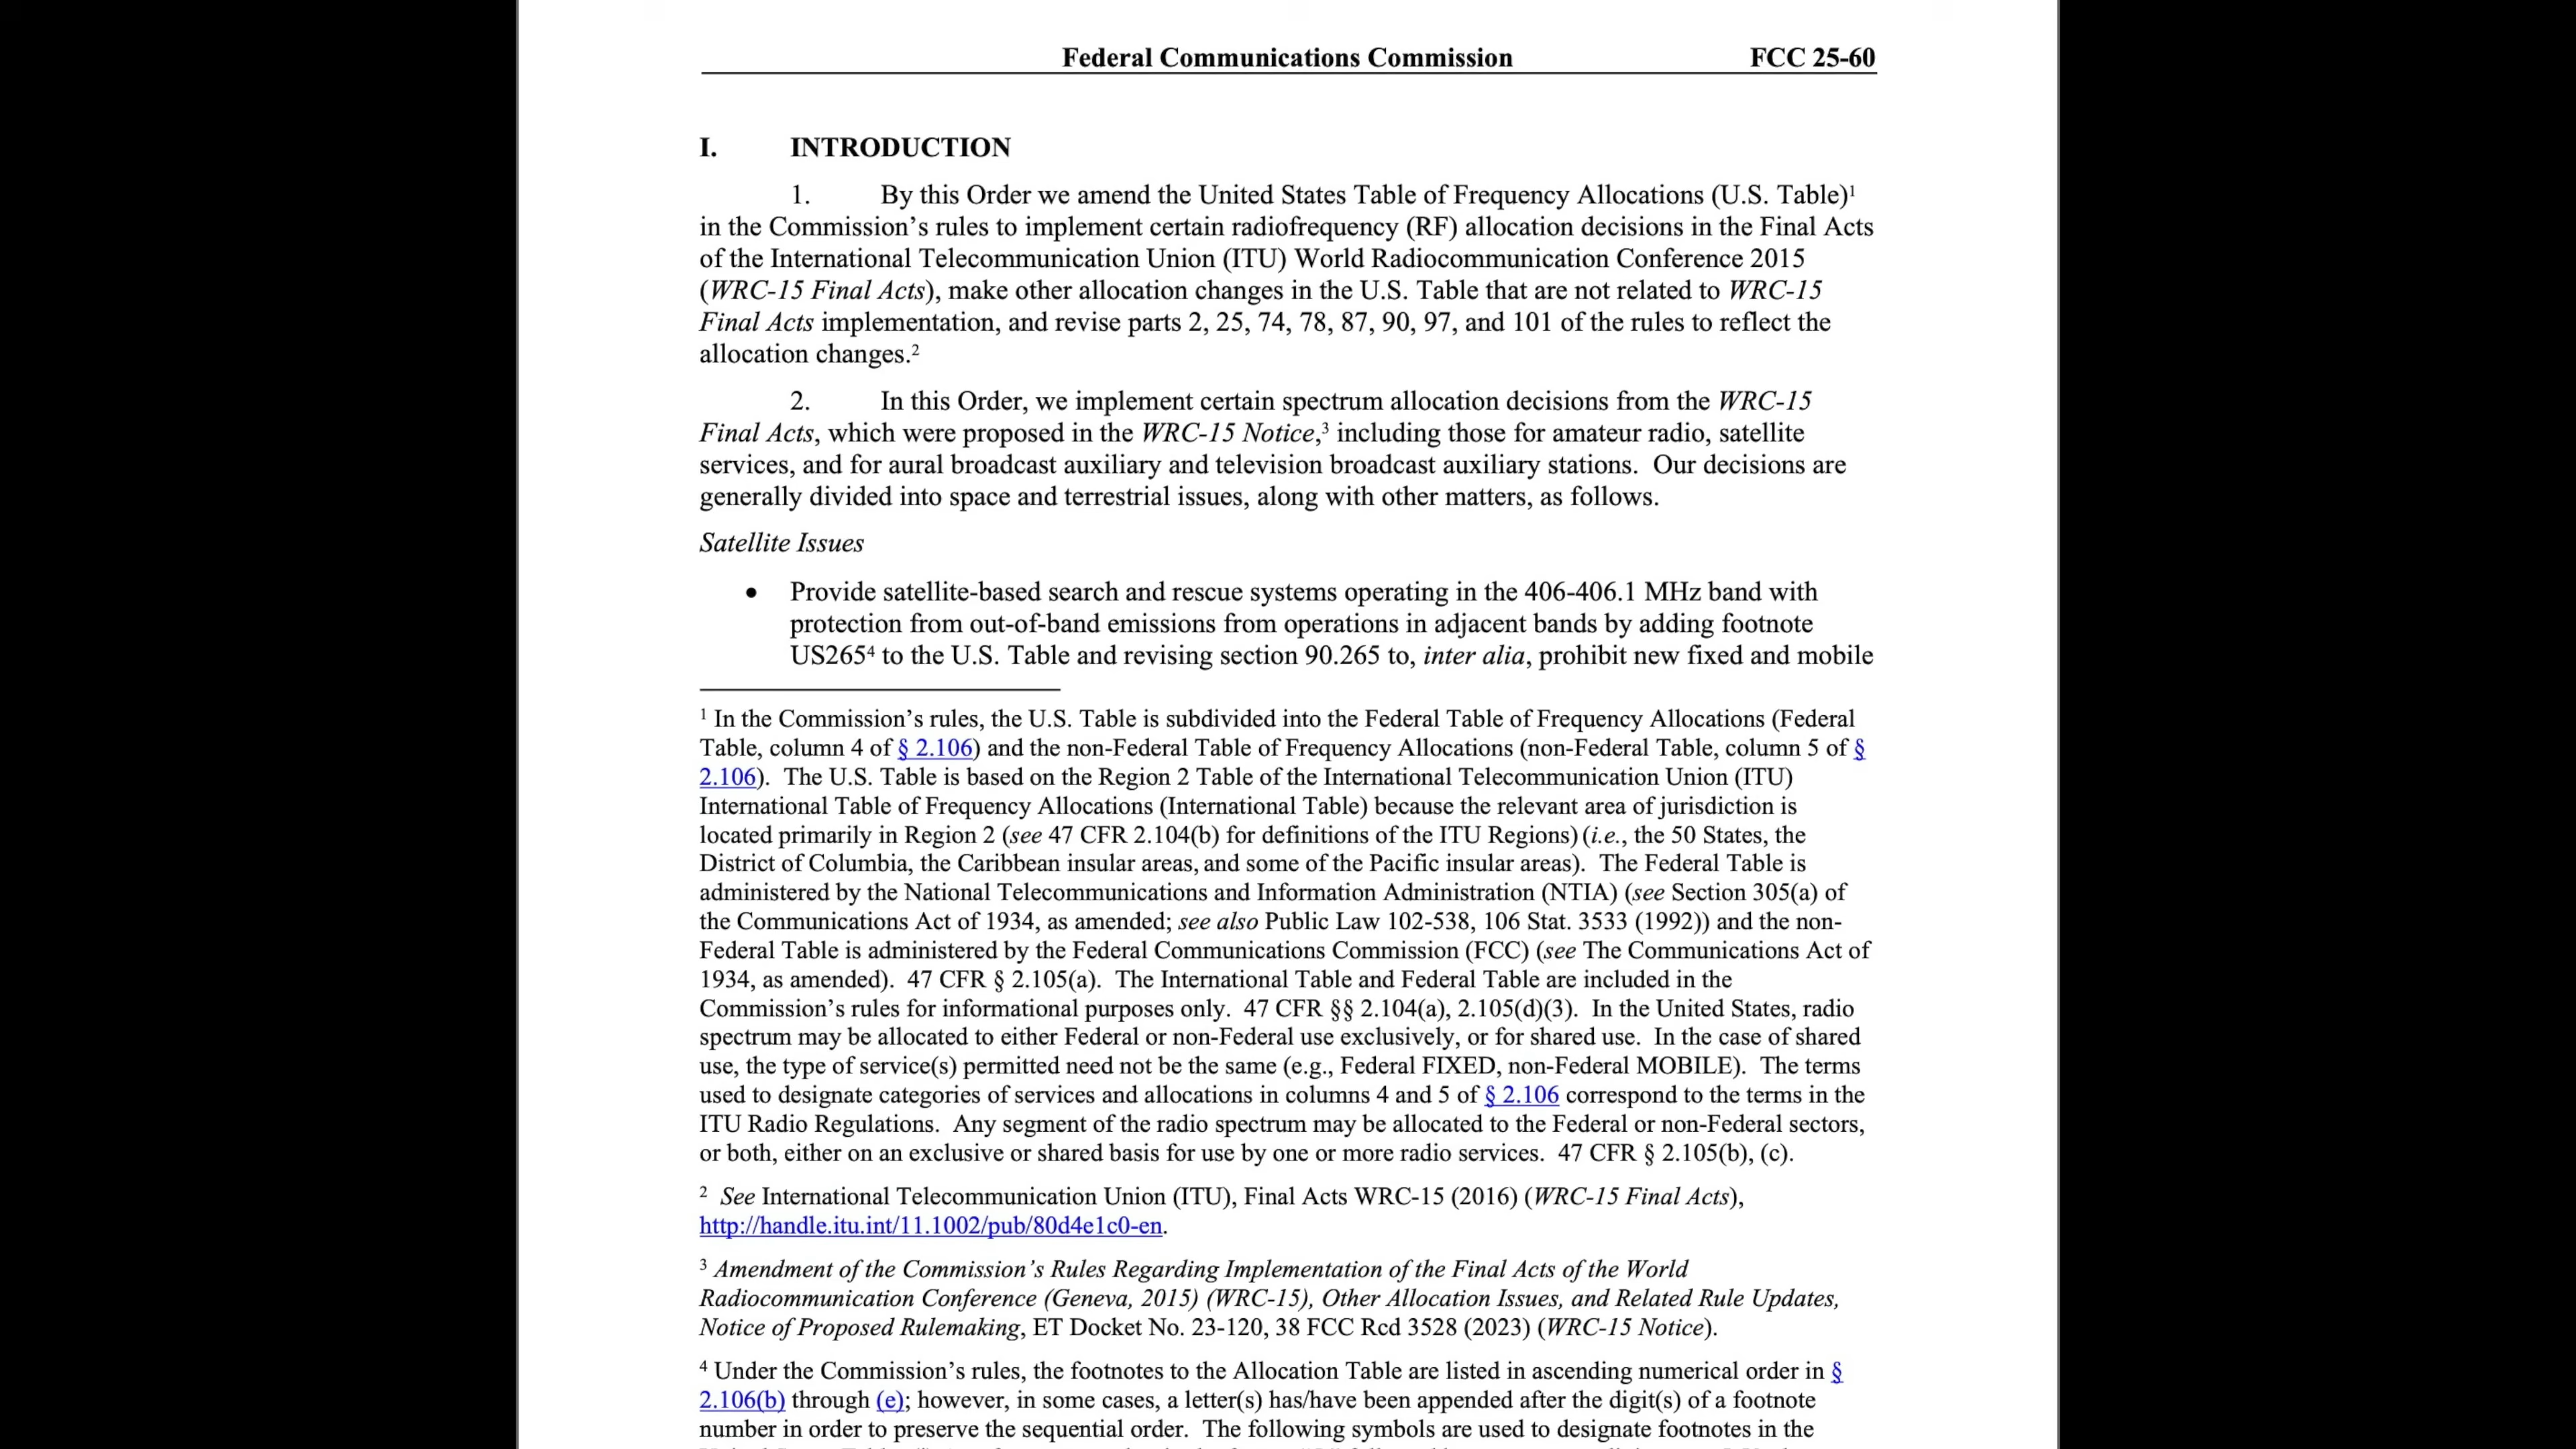 Federal Communications Commission FCC 25-60
I. INTRODUCTION
1. By this Order we amend the United States Table of Frequency Allocations (U.S. Table)1
in the Commission’s rules to implement certain radiofrequency (RF) allocation decisions in the Final Acts
of the International Telecommunication Union (ITU) World Radiocommunication Conference 2015
(WRC-15 Final Acts), make other allocation changes in the U.S. Table that are not related to WRC-15
Final Acts implementation, and revise parts 2, 25, 74, 78, 87, 90, 97, and 101 of the rules to reflect the
allocation changes.2
2. In this Order, we implement certain spectrum allocation decisions from the WRC-15
Final Acts, which were proposed in the WRC-15 Notice,3 including those for amateur radio, satellite
services, and for aural broadcast auxiliary and television broadcast auxiliary stations. Our decisions are
generally divided into space and terrestrial issues, along with other matters, as follows.
Satellite Issues
• Provide satellite-based search and rescue systems operating in the 406-406.1 MHz band with
protection from out-of-band emissions from operations in adjacent bands by adding footnote
US2654 to the U.S. Table and revising section 90.265 to, inter alia, prohibit new fixed and mobile
1 In the Commission’s rules, the U.S. Table is subdivided into the Federal Table of Frequency Allocations (Federal
Table, column 4 of § 2.106) and the non-Federal Table of Frequency Allocations (non-Federal Table, column 5 of §
2.106). The U.S. Table is based on the Region 2 Table of the International Telecommunication Union (ITU)
International Table of Frequency Allocations (International Table) because the relevant area of jurisdiction is
located primarily in Region 2 (see 47 CFR 2.104(b) for definitions of the ITU Regions) (i.e., the 50 States, the
District of Columbia, the Caribbean insular areas, and some of the Pacific insular areas). The Federal Table is
administered by the National Telecommunications and Information Administration (NTIA) (see Section 305(a) of
the Communications Act of 1934, as amended; see also Public Law 102-538, 106 Stat. 3533 (1992)) and the non-
Federal Table is administered by the Federal Communications Commission (FCC) (see The Communications Act of
1934, as amended). 47 CFR § 2.105(a). The International Table and Federal Table are included in the
Commission’s rules for informational purposes only. 47 CFR §§ 2.104(a), 2.105(d)(3). In the United States, radio
spectrum may be allocated to either Federal or non-Federal use exclusively, or for shared use. In the case of shared
use, the type of service(s) permitted need not be the same (e.g., Federal FIXED, non-Federal MOBILE). The terms
used to designate categories of services and allocations in columns 4 and 5 of § 2.106 correspond to the terms in the
ITU Radio Regulations. Any segment of the radio spectrum may be allocated to the Federal or non-Federal sectors,
or both, either on an exclusive or shared basis for use by one or more radio services. 47 CFR § 2.105(b), (c).
2 See International Telecommunication Union (ITU), Final Acts WRC-15 (2016) (WRC-15 Final Acts),
http://handle.itu.int/11.1002/pub/80d4e1c0-en.
3 Amendment of the Commission’s Rules Regarding Implementation of the Final Acts of the World
Radiocommunication Conference (Geneva, 2015) (WRC-15), Other Allocation Issues, and Related Rule Updates,
Notice of Proposed Rulemaking, ET Docket No. 23-120, 38 FCC Rcd 3528 (2023) (WRC-15 Notice).
4 Under the Commission’s rules, the footnotes to the Allocation Table are listed in ascending numerical order in §
2.106(b) through (e); however, in some cases, a letter(s) has/have been appended after the digit(s) of a footnote
number in order to preserve the sequential order. The following symbols are used to designate footnotes in the